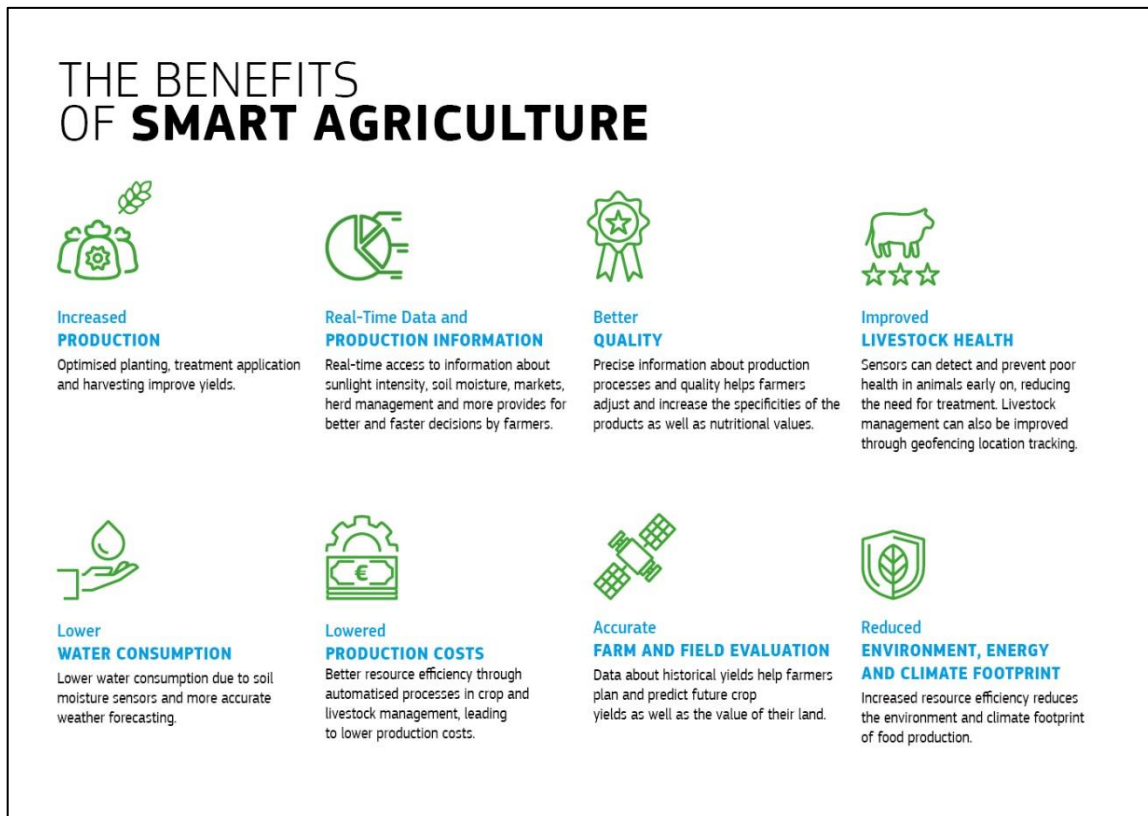 THE BENEFITS
OF SMART AGRICULTURE
Increased
PRODUCTION
Optimised planting, treatment application
and harvesting improve yields.
Real-Time Data and
PRODUCTION INFORMATION
Real-time access to information about
sunlight intensity, soil moisture, markets,
herd management and more provides for
better and faster decisions by farmers.
Better
QUALITY
Precise information about production
processes and quality helps farmers
adjust and increase the specificities of the
products as well as nutritional values.
Improved
LIVESTOCK HEALTH
Sensors can detect and prevent poor
health in animals early on, reducing
the need for treatment. Livestock
management can also be improved
through geofencing location tracking.
Lower
WATER CONSUMPTION
Lower water consumption due to soil
moisture sensors and more accurate
weather forecasting.
€
Lowered
PRODUCTION COSTS
Better resource efficiency through
automatised processes in crop and
livestock management, leading
to lower production costs.
Accurate
FARM AND FIELD EVALUATION
Data about historical yields help farmers
plan and predict future crop
yields as well as the value of their land.
Reduced
ENVIRONMENT, ENERGY
AND CLIMATE FOOTPRINT
Increased resource efficiency reduces
the environment and climate footprint
of food production.